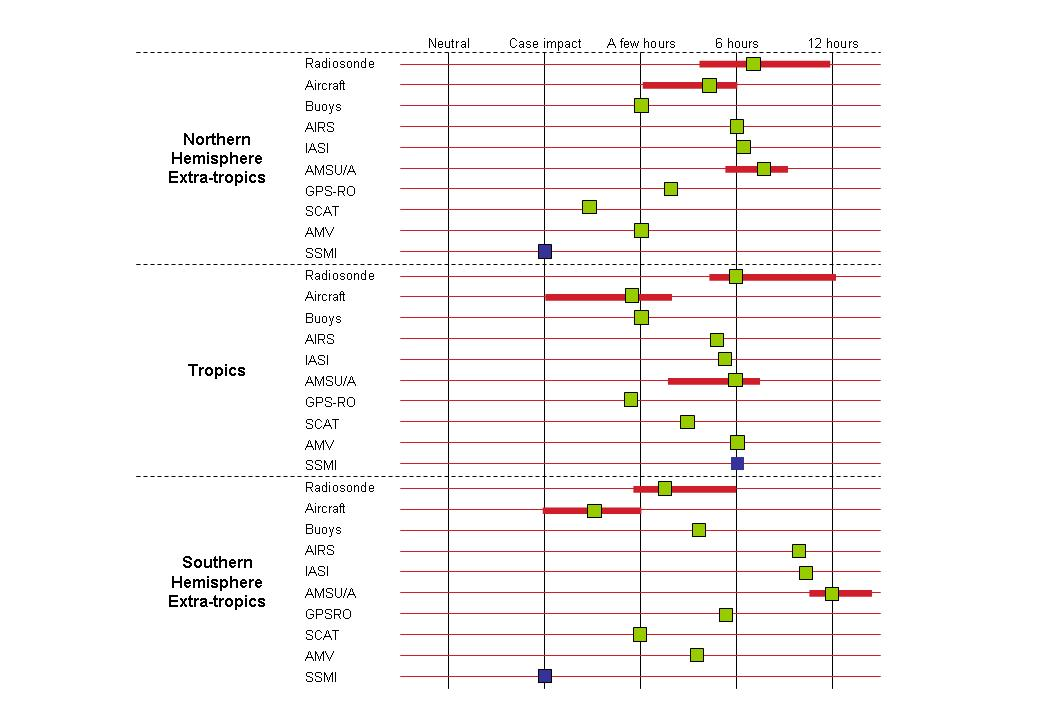 Neutral Case impact A few hours 6 hours 12 hours
Northern
Hemisphere
Extra-tropics
Radiosonde
Aircraft
Buoys
AIRS
IASI
AMSU/A
GPS-RO
SCAT
AMV
SSMI
Tropics
Radiosonde
Aircraft
Buoys
AIRS
IASI
AMSU/A
GPS-RO
SCAT
AMV
SSMI
Southern
Hemisphere
Extra-tropics
Radiosonde
Aircraft
Buoys
AIRS
IASI
AMSU/A
GPSRO
SCAT
AMV
SSMI